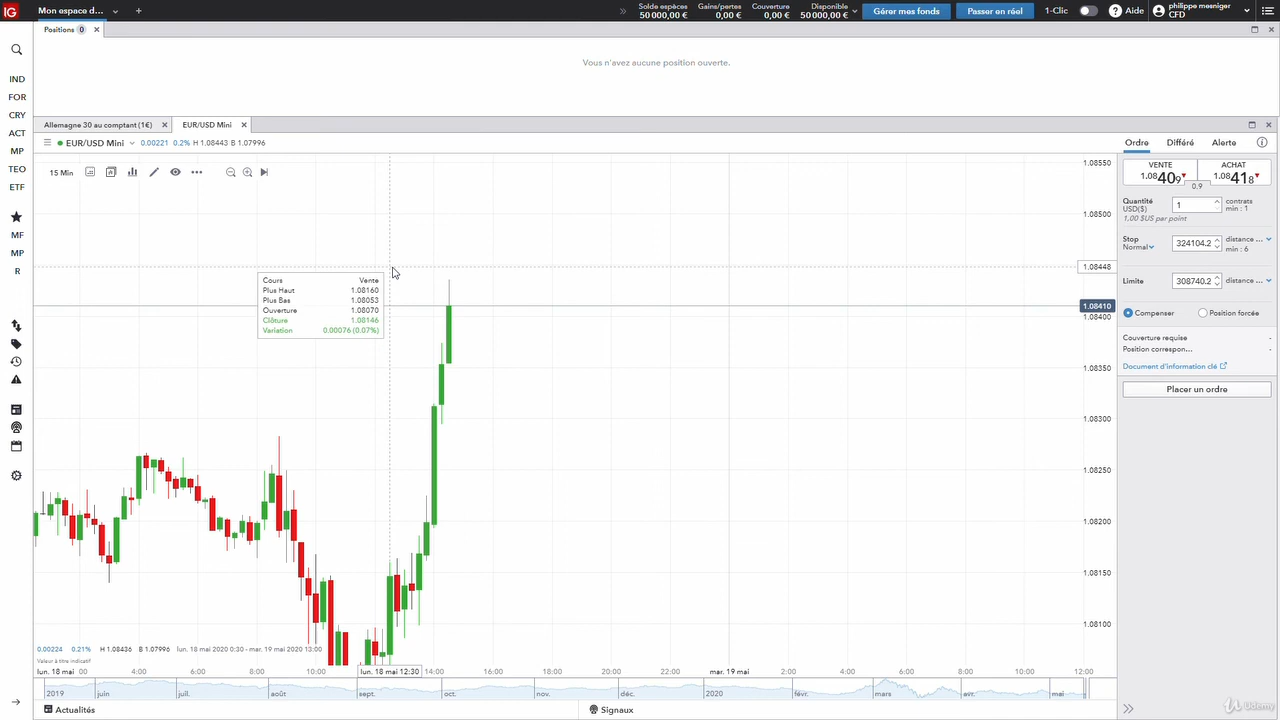 IG Mon espace d... +
Solde espèces Gains/pertes Couverture Disponible
50 000,00 € 0,00 € 0,00 € 50 000,00 €
Gérer mes fonds Passer en réel 1-Clic Aide philippe mesniger
CFD
Positions 0
Vous n'avez aucune position ouverte.
IND
FOR
CRY
ACT
MP
TEO
ETF
MF
MP
R
Allemagne 30 au comptant (1€) EUR/USD Mini
EUR/USD Mini 0.00221 0.2% H 1.08443 B 1.07996
15 Min
Cours Vente
Plus Haut 1.08160
Plus Bas 1.08053
Ouverture 1.08070
Clôture 1.08146
Variation 0.00076 (0.07%)
1.08550
1.08500
1.08448
1.08410
1.08400
1.08350
1.08300
1.08250
1.08200
1.08150
1.08100
0.00224 0.21% H 1.08436 B 1.07996 lun. 18 mai 2020 0:30 - mar. 19 mai 2020 13:00
Valeur à titre indicatif
lun. 18 mai 00 4:00 6:00 8:00 10:00 lun. 18 mai 12:30 14:00 16:00 18:00 20:00 22:00 mar. 19 mai 2:00 4:00 6:00 8:00 10:00 12:00
2019 juin juil. août sept. oct. nov. déc. 2020 févr. mars avr. mai
Actualités Signaux
Ordre Différé Alerte
VENTE ACHAT
1.08409 1.08418
0.9
Quantité 1 contrats
USD($) min : 1
1,00 $US par point
Stop 324104.2 distance ...
Normal min : 6
Limite 308740.2 distance ...
Compenser Position forcée
Couverture requise -
Position correspon... -
Document d'information clé
Placer un ordre
Udemy